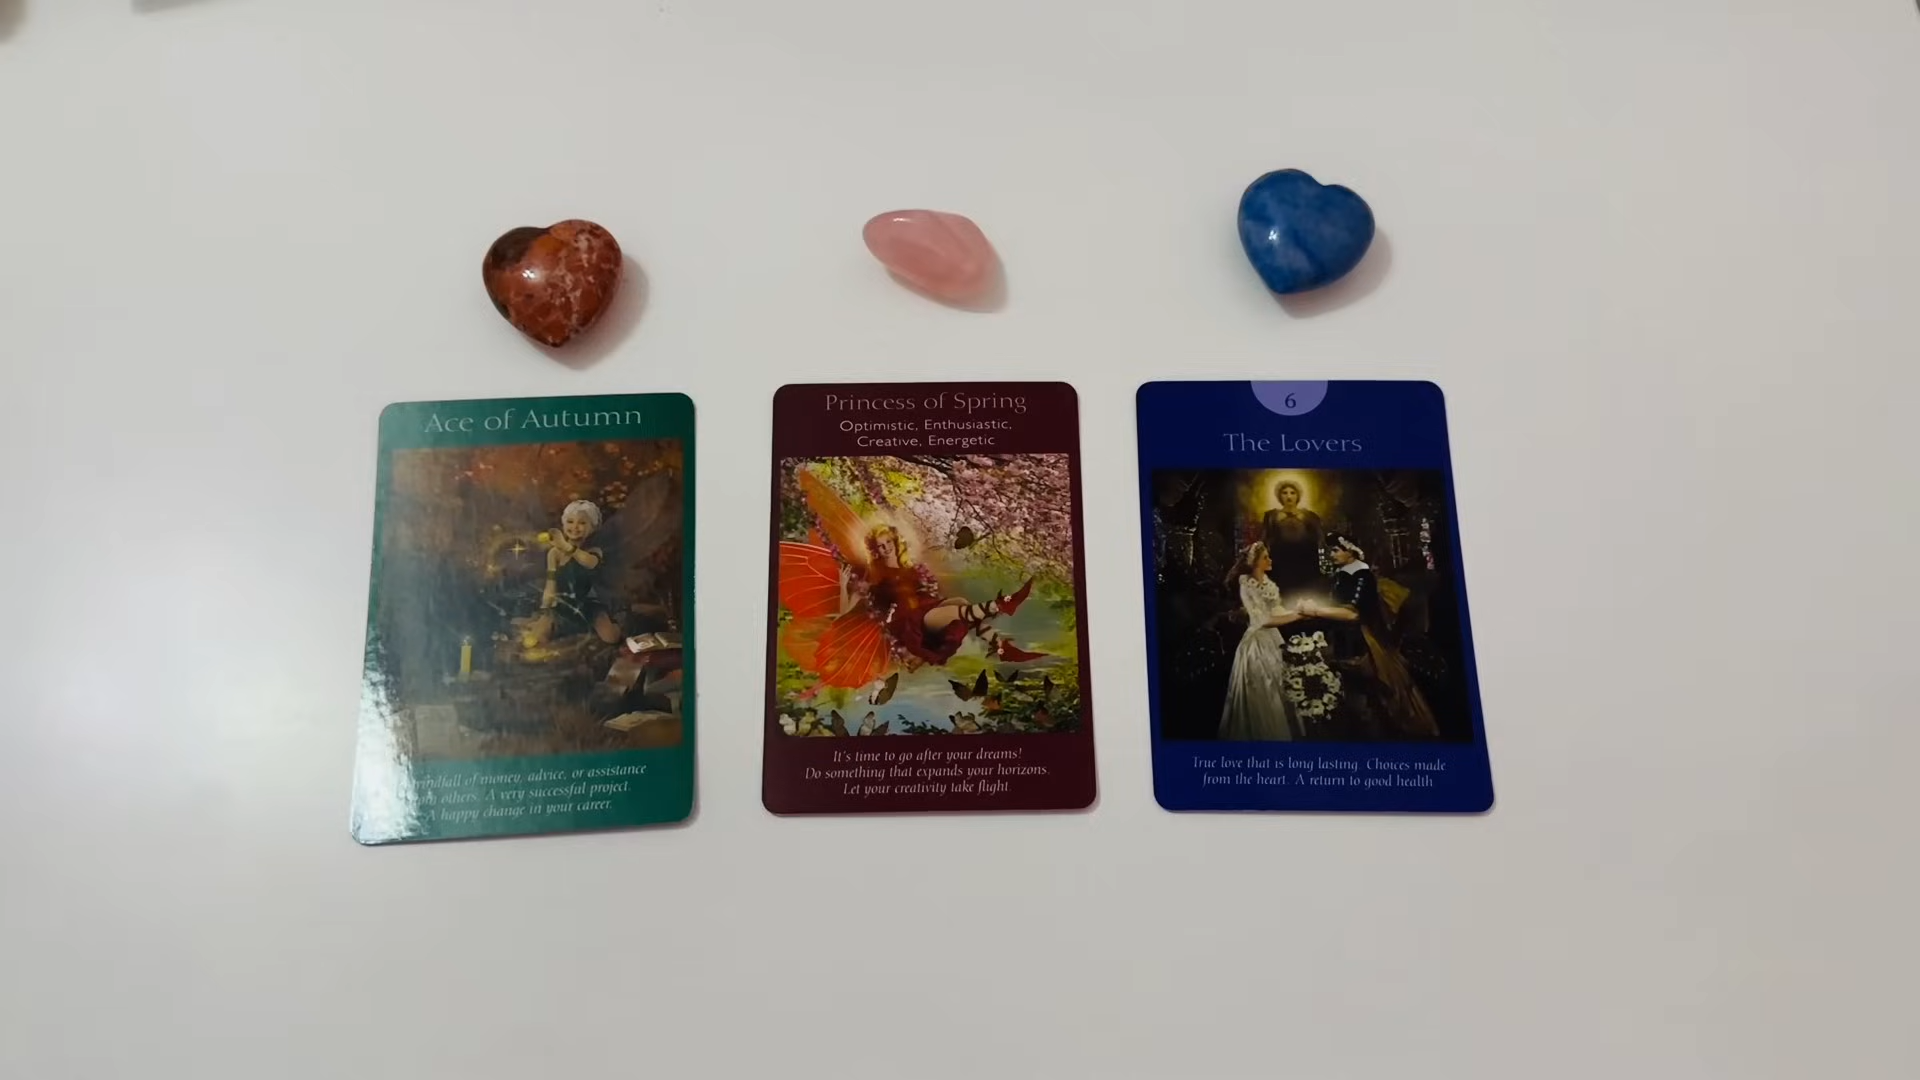 Ace of Autumn
windfall of money, advice, or assistance
from others. A very successful project.
A happy change in your career.
Princess of Spring
Optimistic, Enthusiastic,
Creative, Energetic
It's time to go after your dreams!
Do something that expands your horizons.
Let your creativity take flight.
6
The Lovers
True love that is long lasting. Choices made
from the heart. A return to good health.